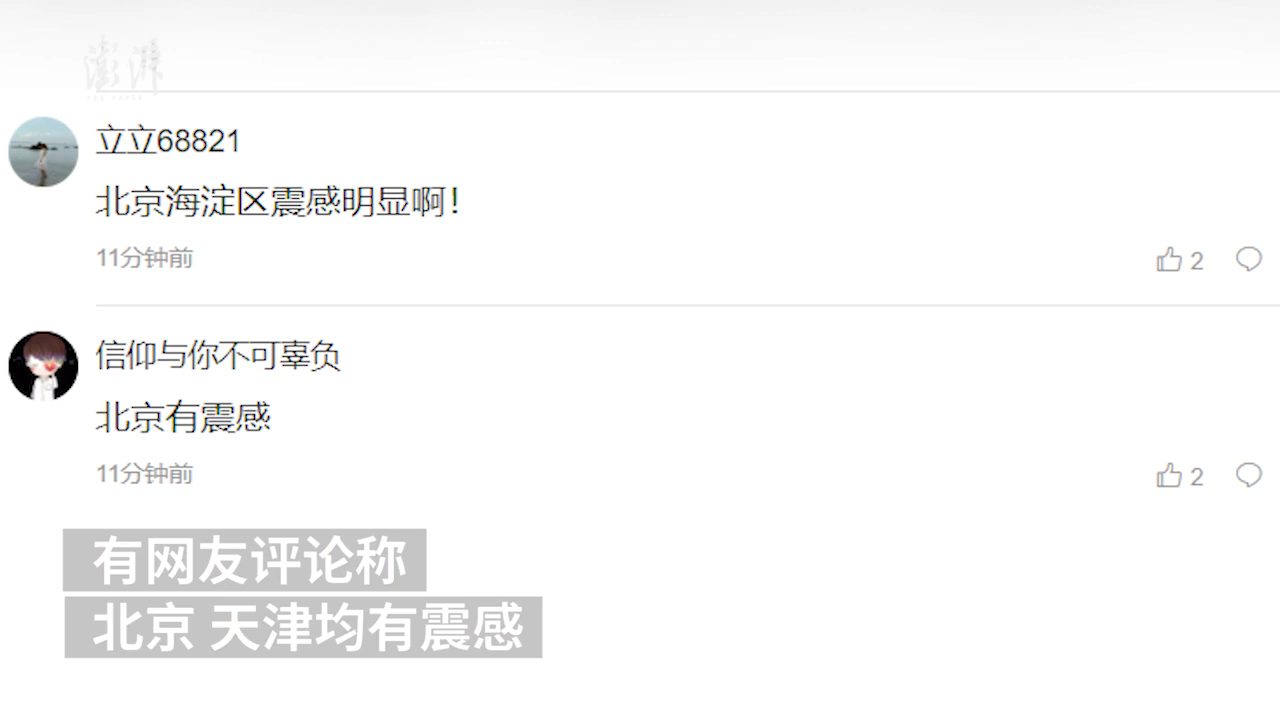 澎湃
立立68821
北京海淀区震感明显啊！
11分钟前
2
信仰与你不可辜负
北京有震感
11分钟前
2
有网友评论称
北京 天津均有震感